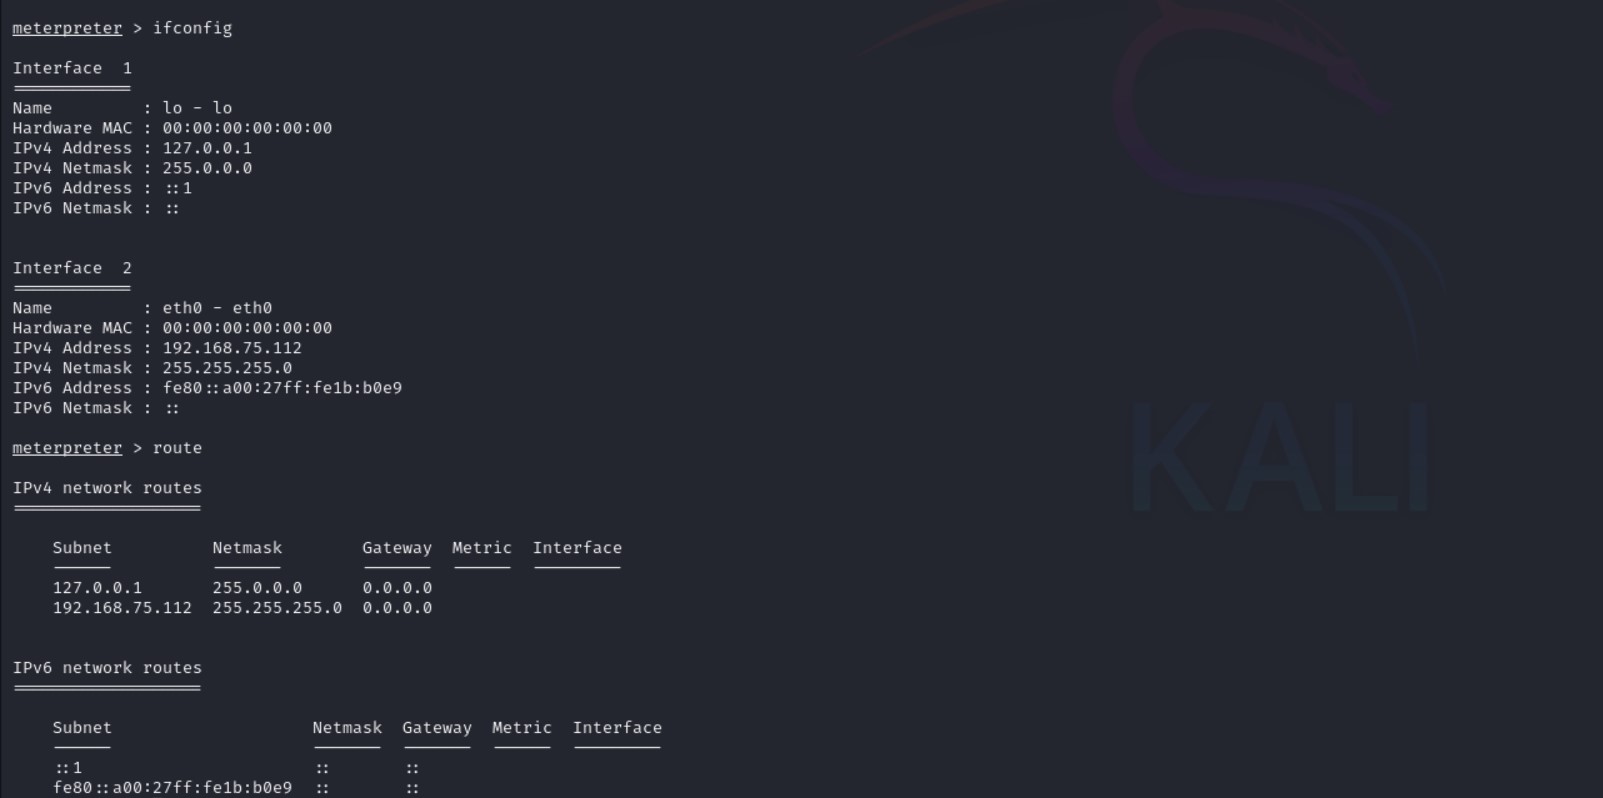 meterpreter > ifconfig
Interface  1
============
Name         : lo - lo
Hardware MAC : 00:00:00:00:00:00
IPv4 Address : 127.0.0.1
IPv4 Netmask : 255.0.0.0
IPv6 Address : ::1
IPv6 Netmask : ::
Interface  2
============
Name         : eth0 - eth0
Hardware MAC : 00:00:00:00:00:00
IPv4 Address : 192.168.75.112
IPv4 Netmask : 255.255.255.0
IPv6 Address : fe80::a00:27ff:fe1b:b0e9
IPv6 Netmask : ::
meterpreter > route
IPv4 network routes
===================
    Subnet          Netmask        Gateway  Metric  Interface
    ------          -------        -------  ------  ---------
    127.0.0.1       255.0.0.0      0.0.0.0
    192.168.75.112  255.255.255.0  0.0.0.0
IPv6 network routes
===================
    Subnet                    Netmask  Gateway  Metric  Interface
    ------                    -------  -------  ------  ---------
    ::1                       ::       ::
    fe80::a00:27ff:fe1b:b0e9  ::       ::
KALI